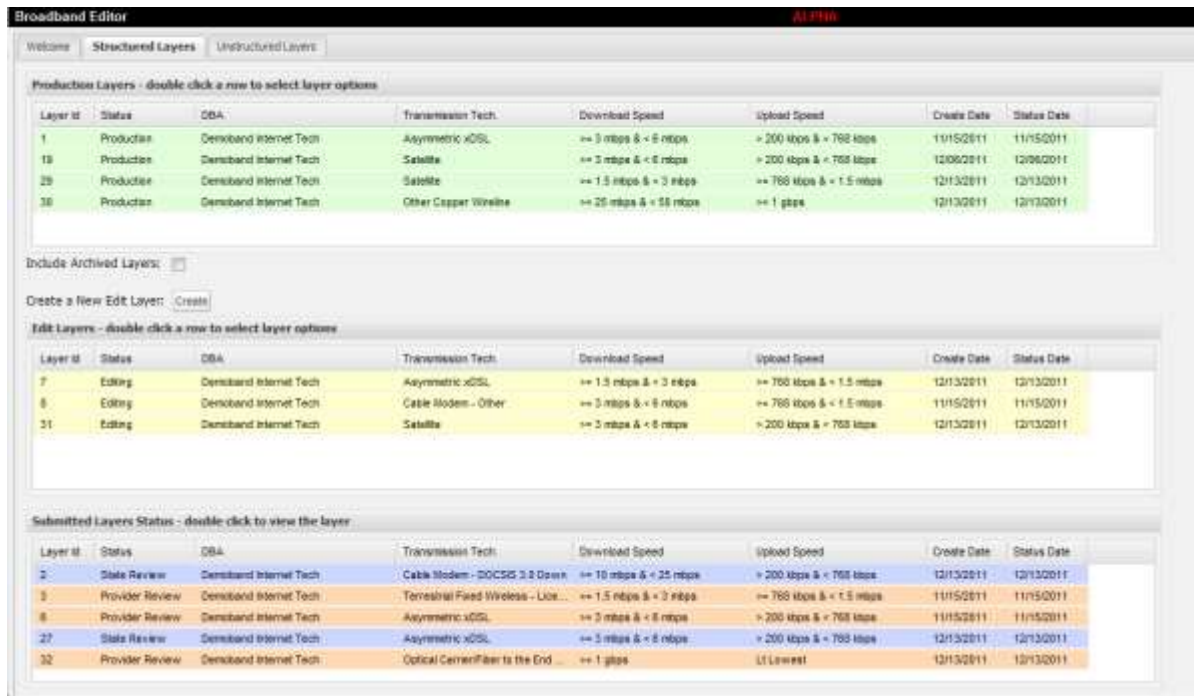 Broadband Editor ALPHA
Welcome Structured Layers Unstructured Layers
Production Layers - double click a row to select layer options
Layer Id Status DBA Transmission Tech Download Speed Upload Speed Create Date Status Date
1 Production Demoband Internet Tech Asymmetric xDSL >= 3 mbps & < 6 mbps > 200 kbps & < 768 kbps 11/15/2011 11/15/2011
19 Production Demoband Internet Tech Satellite >= 3 mbps & < 6 mbps > 200 kbps & < 768 kbps 12/06/2011 12/06/2011
29 Production Demoband Internet Tech Satellite >= 1.5 mbps & < 3 mbps >= 768 kbps & < 1.5 mbps 12/13/2011 12/13/2011
30 Production Demoband Internet Tech Other Copper Wireline >= 25 mbps & < 50 mbps >= 1 gbps 12/13/2011 12/13/2011
Include Archived Layers:
Create a New Edit Layer: Create
Edit Layers - double click a row to select layer options
Layer Id Status DBA Transmission Tech Download Speed Upload Speed Create Date Status Date
7 Editing Demoband Internet Tech Asymmetric xDSL >= 1.5 mbps & < 3 mbps >= 768 kbps & < 1.5 mbps 12/13/2011 12/13/2011
Editing Demoband Internet Tech Cable Modem - Other >= 3 mbps & < 6 mbps >= 768 kbps & < 1.5 mbps 11/15/2011 11/15/2011
31 Editing Demoband Internet Tech Satellite >= 3 mbps & < 6 mbps > 200 kbps & < 768 kbps 12/13/2011 12/13/2011
Submitted Layers Status - double click to view the layer
Layer Id Status DBA Transmission Tech Download Speed Upload Speed Create Date Status Date
2 State Review Demoband Internet Tech Cable Modem - DOCSIS 3.0 Down >= 10 mbps & < 25 mbps > 200 kbps & < 768 kbps 12/13/2011 12/13/2011
Provider Review Demoband Internet Tech Terrestrial Fixed Wireless - Lice... >= 1.5 mbps & < 3 mbps >= 768 kbps & < 1.5 mbps 11/15/2011 11/15/2011
Provider Review Demoband Internet Tech Asymmetric xDSL >= 3 mbps & < 6 mbps > 200 kbps & < 768 kbps 11/15/2011 11/15/2011
27 State Review Demoband Internet Tech Asymmetric xDSL >= 3 mbps & < 6 mbps > 200 kbps & < 768 kbps 12/13/2011 12/13/2011
32 Provider Review Demoband Internet Tech Optical Carrier/Fiber to the End ... >= 1 gbps Lt Lowest 12/13/2011 12/13/2011